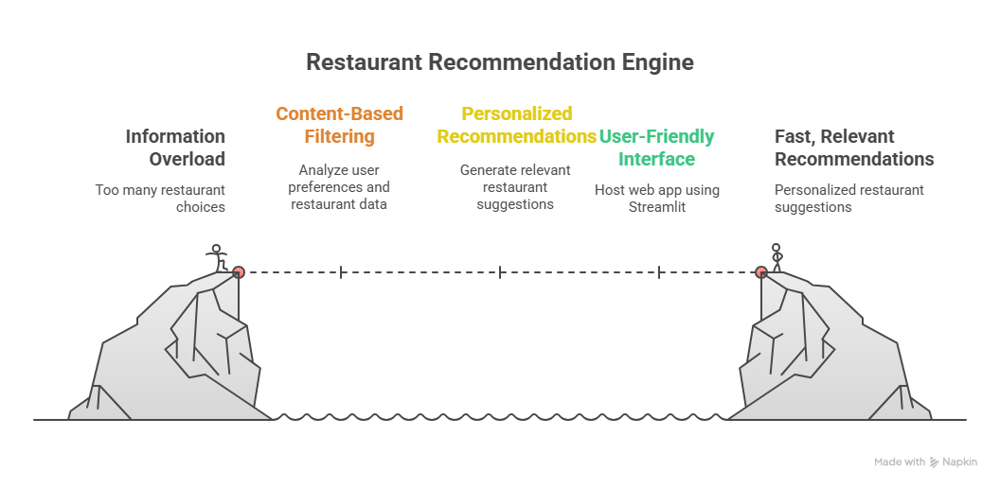 Restaurant Recommendation Engine
Information
Overload
Too many restaurant
choices
Content-Based
Filtering
Analyze user
preferences and
restaurant data
Personalized
Recommendations
Generate relevant
restaurant
suggestions
User-Friendly
Interface
Host web app using
Streamlit
Fast, Relevant
Recommendations
Personalized restaurant
suggestions
Made with Napkin